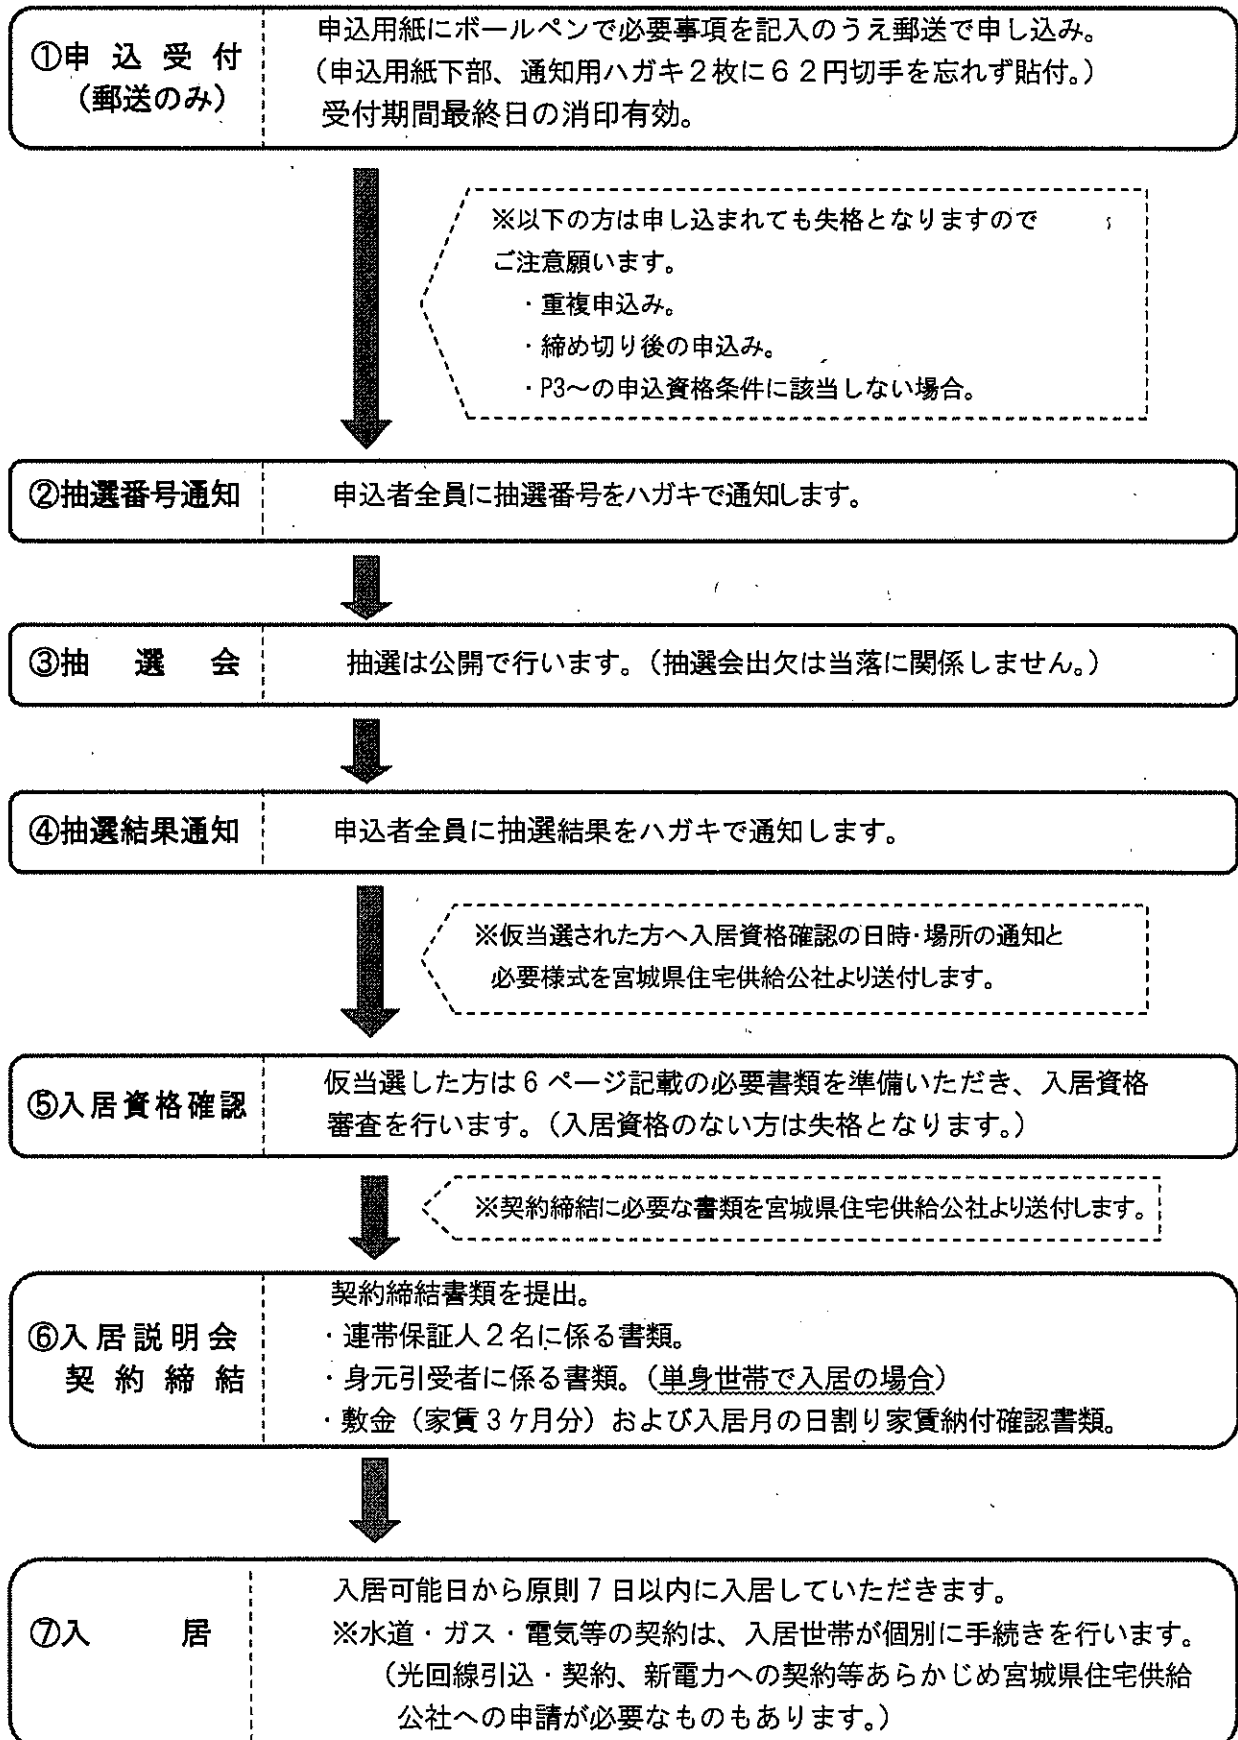 ①申込受付
（郵送のみ）
申込用紙にボールペンで必要事項を記入のうえ郵送で申し込み。
（申込用紙下部、通知用ハガキ２枚に６２円切手を忘れず貼付。）
受付期間最終日の消印有効。
※以下の方は申し込まれても失格となりますので
ご注意願います。
・重複申込み。
・締め切り後の申込み。
・P3～の申込資格条件に該当しない場合。
②抽選番号通知
申込者全員に抽選番号をハガキで通知します。
③抽選会
抽選は公開で行います。（抽選会出欠は当落に関係しません。）
④抽選結果通知
申込者全員に抽選結果をハガキで通知します。
※仮当選された方へ入居資格確認の日時・場所の通知と
必要様式を宮城県住宅供給公社より送付します。
⑤入居資格確認
仮当選した方は６ページ記載の必要書類を準備いただき、入居資格
審査を行います。（入居資格のない方は失格となります。）
※契約締結に必要な書類を宮城県住宅供給公社より送付します。
⑥入居説明会
契約締結
契約締結書類を提出。
・連帯保証人２名に係る書類。
・身元引受者に係る書類。（単身世帯で入居の場合）
・敷金（家賃３ケ月分）および入居月の日割り家賃納付確認書類。
⑦入居
入居可能日から原則７日以内に入居していただきます。
※水道・ガス・電気等の契約は、入居世帯が個別に手続きを行います。
（光回線引込・契約、新電力への契約等あらかじめ宮城県住宅供給
公社への申請が必要なものもあります。）